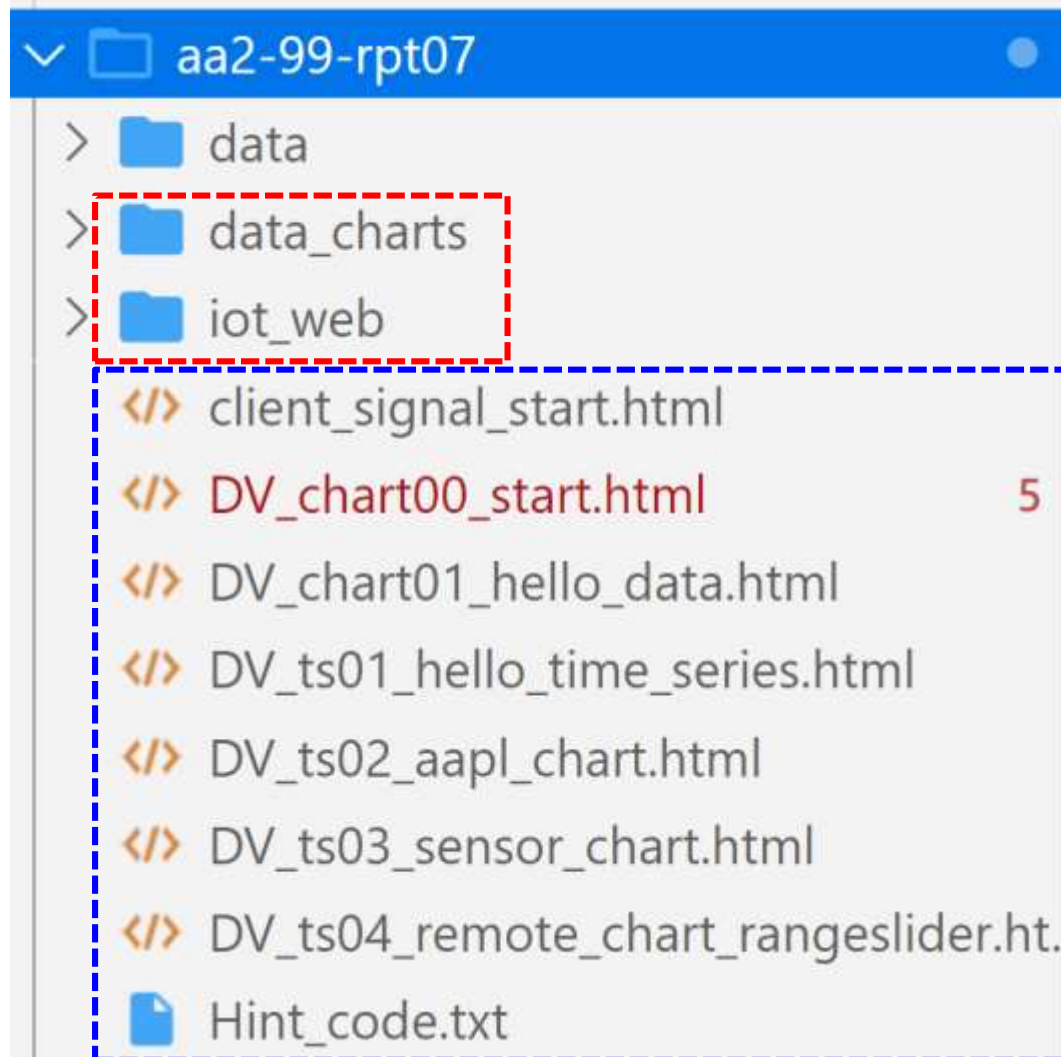 aa2-99-rpt07
data
data_charts
iot_web
client_signal_start.html
DV_chart00_start.html 5
DV_chart01_hello_data.html
DV_ts01_hello_time_series.html
DV_ts02_aapl_chart.html
DV_ts03_sensor_chart.html
DV_ts04_remote_chart_rangeslider.ht.
Hint_code.txt